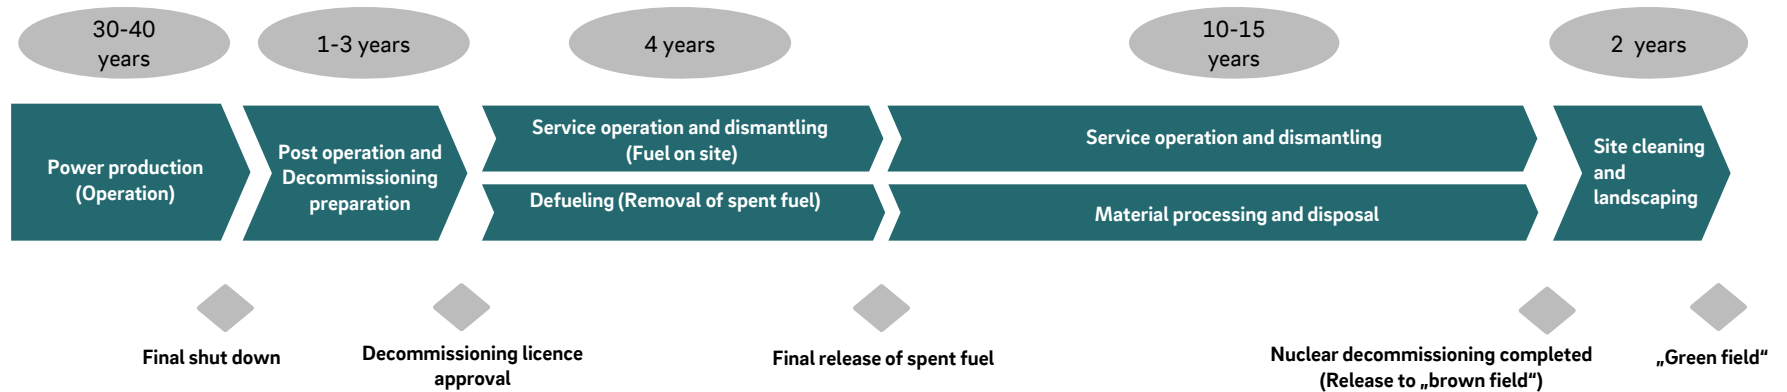 30-40
years
1-3 years
4 years
10-15
years
2 years
Power production
(Operation)
Post operation and
Decommissioning
preparation
Service operation and dismantling
(Fuel on site)
Defueling (Removal of spent fuel)
Service operation and dismantling
Material processing and disposal
Site cleaning
and
landscaping
Final shut down
Decommissioning licence
approval
Final release of spent fuel
Nuclear decommissioning completed
(Release to „brown field“)
„Green field“